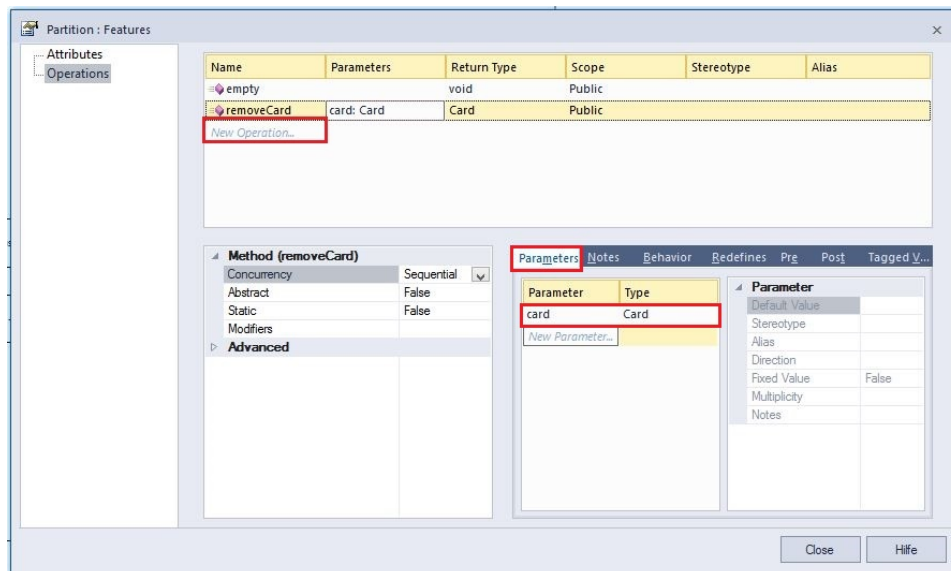 Partition : Features
Attributes
Operations
Name Parameters Return Type Scope Stereotype Alias
empty void Public
removeCard card: Card Card Public
New Operation...
Method (removeCard)
Concurrency Sequential
Abstract False
Static False
Modifiers
Advanced
Parameters Notes Behavior Redefines Pre Post Tagged V...
Parameter Type
card Card
New Parameter...
Parameter
Default Value
Stereotype
Alias
Direction
Fixed Value False
Multiplicity
Notes
Close Hilfe